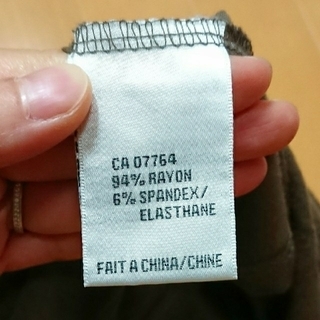 CA 07764
94% RAYON
6% SPANDEX/
ELASTHANE
FAIT A CHINA/CHINE